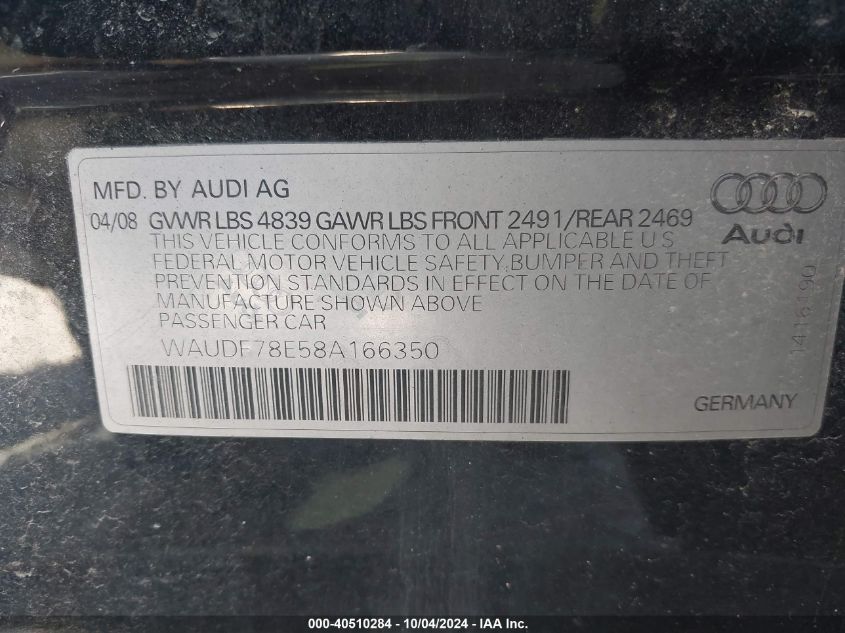 MFD. BY AUDI AG
04/08 GVWR LBS 4839 GAWR LBS FRONT 2491/REAR 2469
THIS VEHICLE CONFORMS TO ALL APPLICABLE U S
FEDERAL MOTOR VEHICLE SAFETY, BUMPER AND THEFT
PREVENTION STANDARDS IN EFFECT ON THE DATE OF
MANUFACTURE SHOWN ABOVE
PASSENGER CAR
WAUDF78E58A166350
Audi
1416190
GERMANY
000-40510284 - 10/04/2024 - IAA Inc.